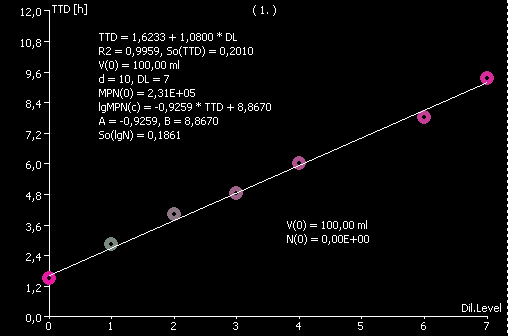 TTD [h]
(1.)
12,0
10,8
9,6
8,4
7,2
6,0
4,8
3,6
2,4
1,2
0,0
TTD = 1,6233 + 1,0800 * DL
R2 = 0,9959, So(TTD) = 0,2010
V(0) = 100,00 ml
d = 10, DL = 7
MPN(0) = 2,31E+05
lgMPN(c) = -0,9259 * TTD + 8,8670
A = -0,9259, B = 8,8670
So(lgN) = 0,1861
V(0) = 100,00 ml
N(0) = 0,00E+00
Dil.Level
0 1 2 3 4 5 6 7